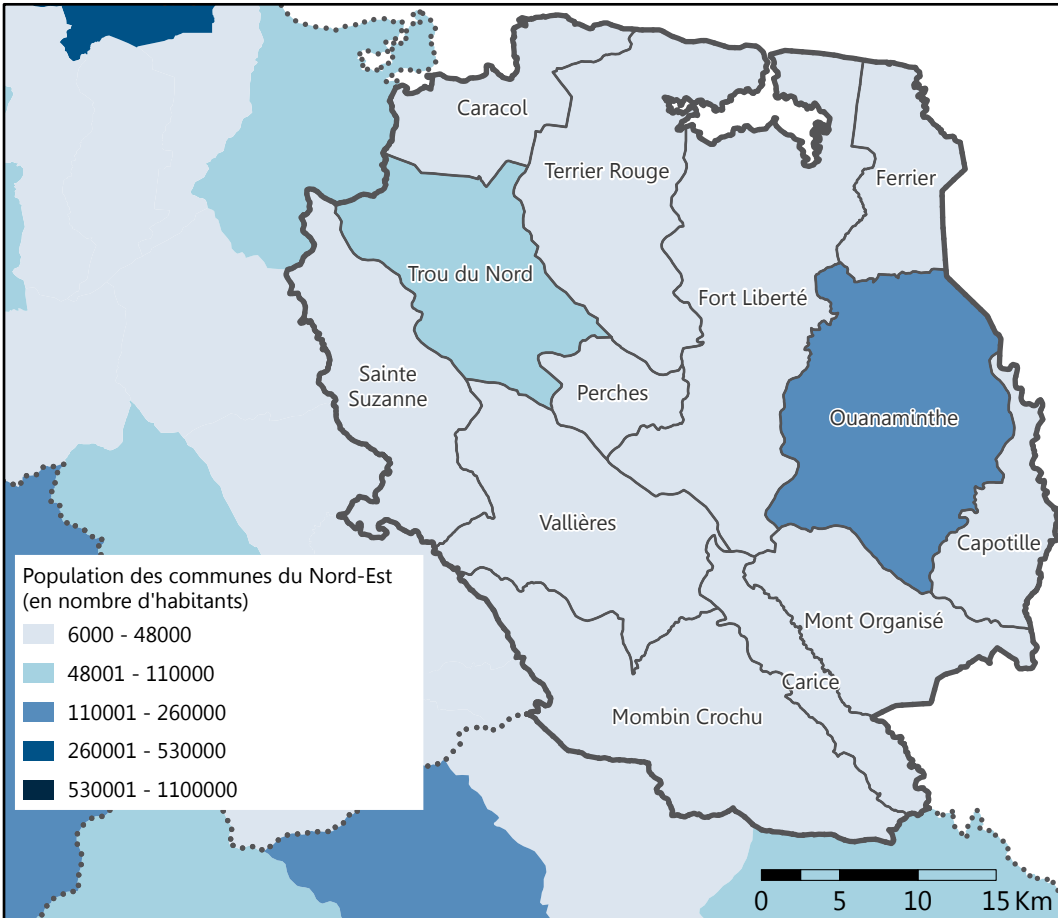 Caracol
Terrier Rouge
Ferrier
Trou du Nord
Fort Liberté
Sainte
Suzanne
Perches
Ouanaminthe
Vallières
Capotille
Mont Organisé
Carice
Mombin Crochu
Population des communes du Nord-Est
(en nombre d'habitants)
6000 - 48000
48001 - 110000
110001 - 260000
260001 - 530000
530001 - 1100000
0 5 10 15 Km